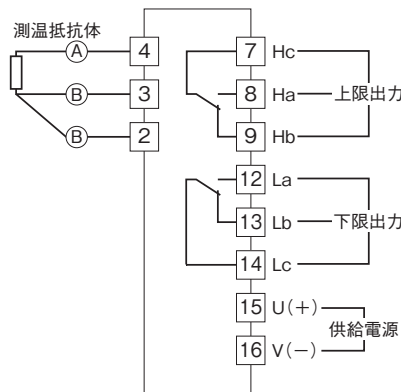 測温抵抗体
A 4
B 3
B 2
7 Hc
8 Ha 上限出力
9 Hb
12 La
13 Lb 下限出力
14 Lc
15 U(+)
供給電源
16 V(−)